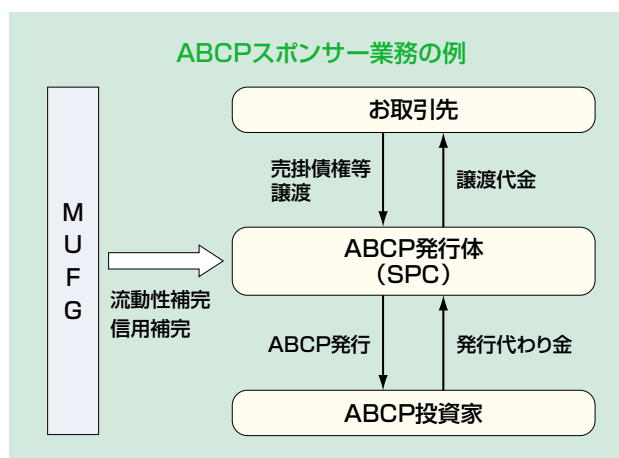 ABCPスポンサー業務の例
お取引先
売掛債権等
譲渡
譲渡代金
MUFG
ABCP発行体
（SPC）
流動性補完
信用補完
ABCP発行
発行代わり金
ABCP投資家